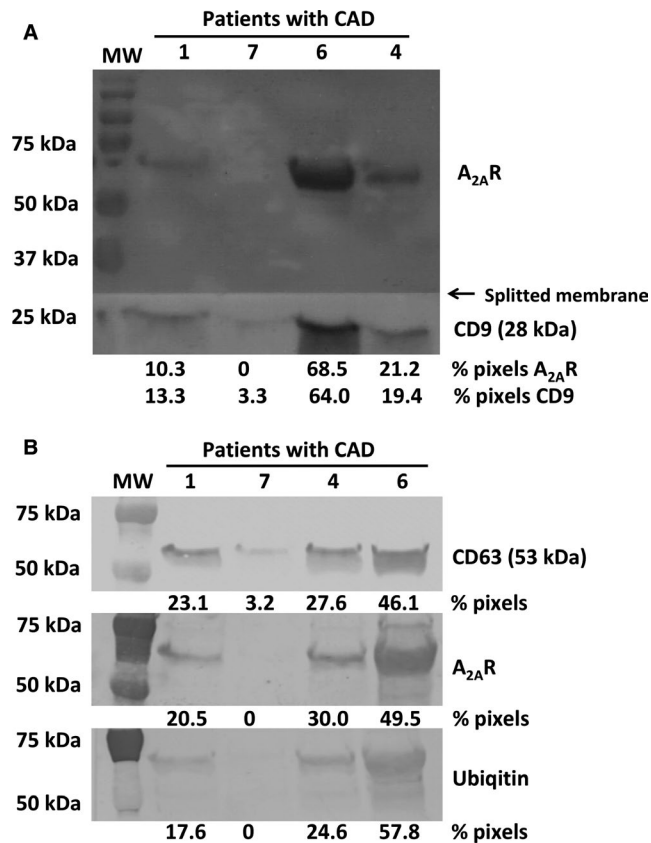 A
Patients with CAD
MW 1 7 6 4
75 kDa
A2AR
50 kDa
37 kDa
← Splitted membrane
25 kDa
CD9 (28 kDa)
10.3 0 68.5 21.2 % pixels A2AR
13.3 3.3 64.0 19.4 % pixels CD9
B
Patients with CAD
MW 1 7 4 6
75 kDa
CD63 (53 kDa)
50 kDa
23.1 3.2 27.6 46.1 % pixels
75 kDa
A2AR
50 kDa
20.5 0 30.0 49.5 % pixels
75 kDa
Ubiqitin
50 kDa
17.6 0 24.6 57.8 % pixels